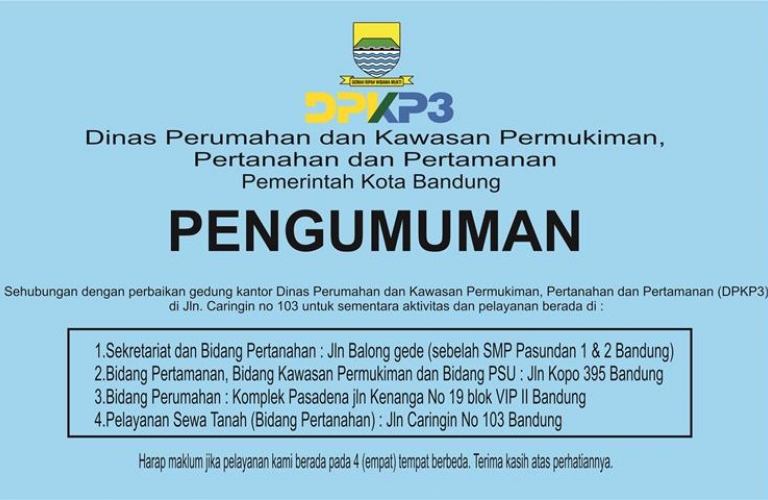 GEMAH RIPAH WIBAWA MUKTI
DPKP3
Dinas Perumahan dan Kawasan Permukiman,
Pertanahan dan Pertamanan
Pemerintah Kota Bandung
PENGUMUMAN
Sehubungan dengan perbaikan gedung kantor Dinas Perumahan dan Kawasan Permukiman, Pertanahan dan Pertamanan (DPKP3)
di Jln. Caringin no 103 untuk sementara aktivitas dan pelayanan berada di :
1.Sekretariat dan Bidang Pertanahan : Jln Balong gede (sebelah SMP Pasundan 1 & 2 Bandung)
2.Bidang Pertamanan, Bidang Kawasan Permukiman dan Bidang PSU : Jln Kopo 395 Bandung
3.Bidang Perumahan : Komplek Pasadena jln Kenanga No 19 blok VIP II Bandung
4.Pelayanan Sewa Tanah (Bidang Pertanahan) : Jln Caringin No 103 Bandung
Harap maklum jika pelayanan kami berada pada 4 (empat) tempat berbeda. Terima kasih atas perhatiannya.